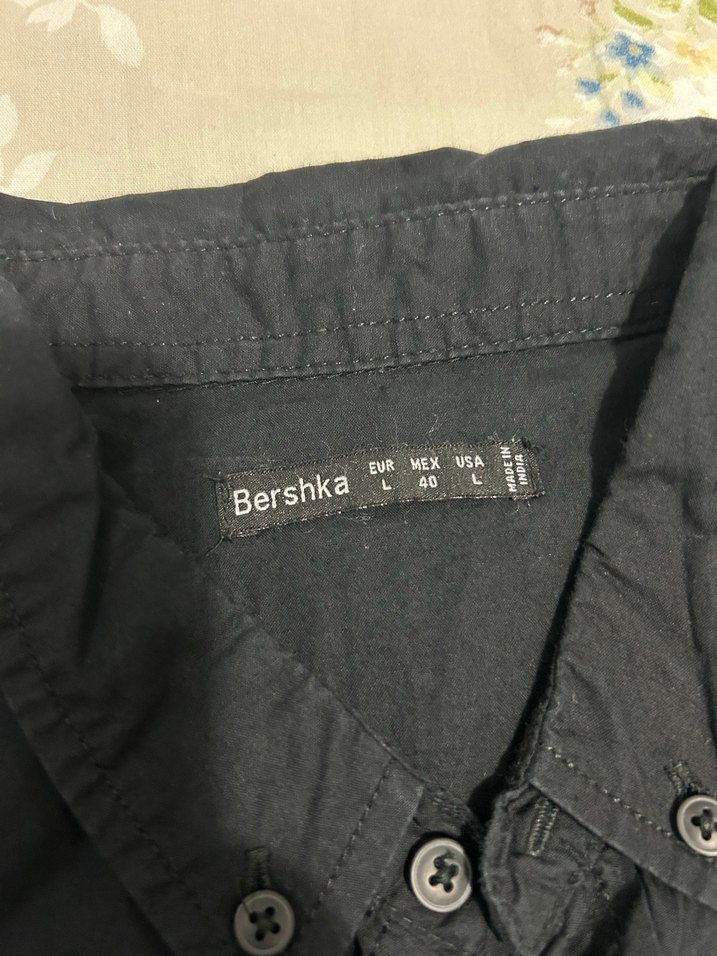 Bershka
EUR MEX USA
L 40 L
MADE IN
INDIA